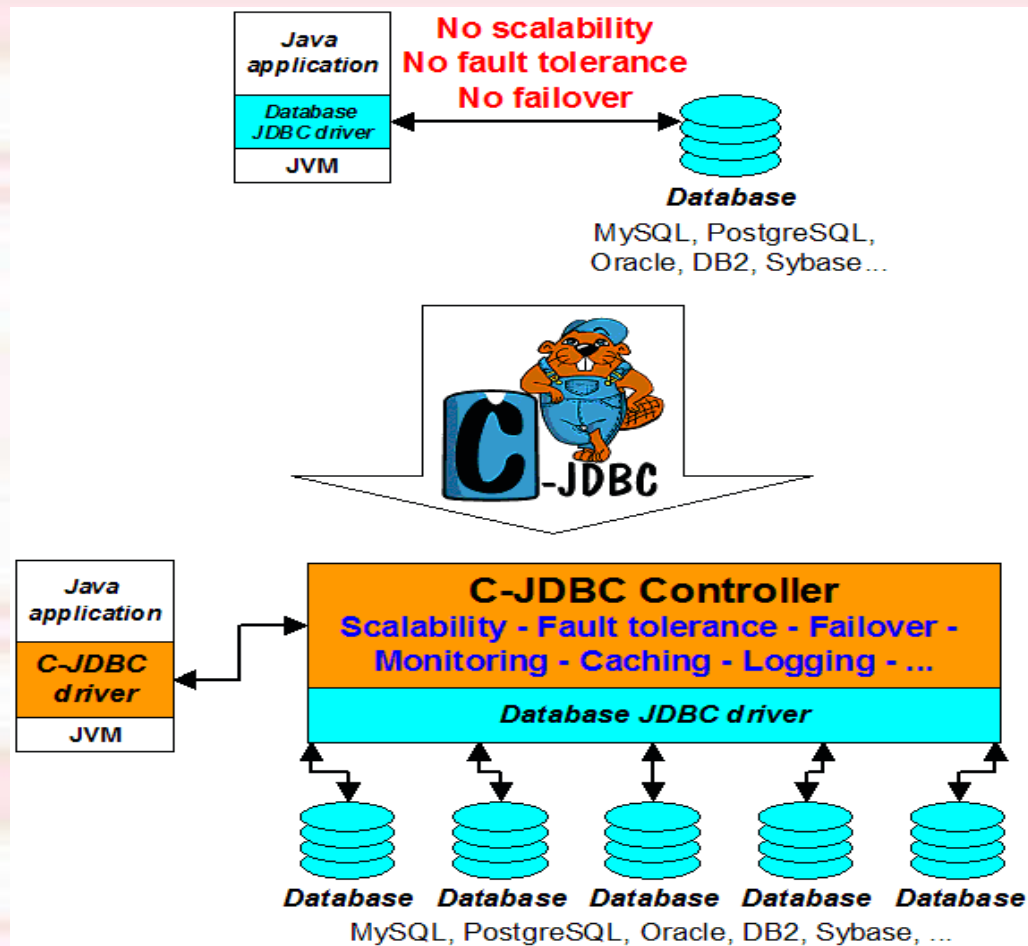 Java
application
Database
JDBC driver
JVM
No scalability
No fault tolerance
No failover
Database
MySQL, PostgreSQL,
Oracle, DB2, Sybase...
C-JDBC
Java
application
C-JDBC
driver
JVM
C-JDBC Controller
Scalability - Fault tolerance - Failover -
Monitoring - Caching - Logging - ...
Database JDBC driver
Database Database Database Database Database
MySQL, PostgreSQL, Oracle, DB2, Sybase, ...